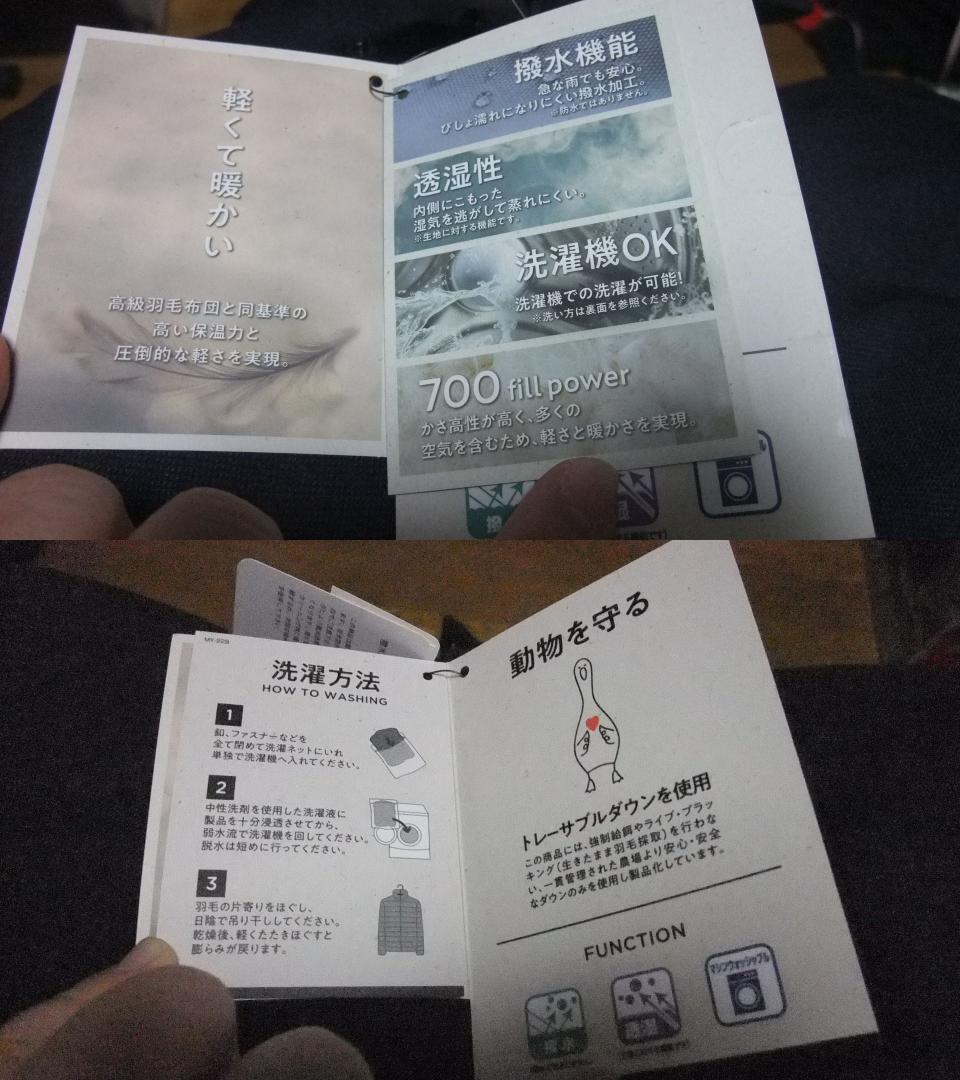 軽くて暖かい
高級羽毛布団と同基準の
高い保温力と
圧倒的な軽さを実現。
撥水機能
急な雨でも安心。
びしょ濡れになりにくい撥水加工。
※防水ではありません。
透湿性
内側にこもった
湿気を逃がして蒸れにくい。
※生地に対する機能です。
洗濯機OK
洗濯機での洗濯が可能!
※洗い方は裏面を参照ください。
700 fill power
かさ高性が高く、多くの
空気を含むため、軽さと暖かさを実現。
撥
洗濯方法
HOW TO WASHING
1
釦、ファスナーなどを
全て閉めて洗濯ネットにいれ
単独で洗濯機へ入れてください。
2
中性洗剤を使用した洗濯液に
製品を十分浸透させてから、
弱水流で洗濯機を回してください。
脱水は短めに行ってください。
3
羽毛の片寄りをほぐし、
日陰で吊り干ししてください。
乾燥後、軽くたたきほぐすと
膨らみが戻ります。
動物を守る
トレーサブルダウンを使用
この商品には、強制給餌やライブ・プラッ
キング(生きたまま羽毛採取)を行わな
い、一貫管理された農場より安心・安全
なダウンのみを使用し製品化しています。
FUNCTION
撥水
透湿
マシンウォッシャブル